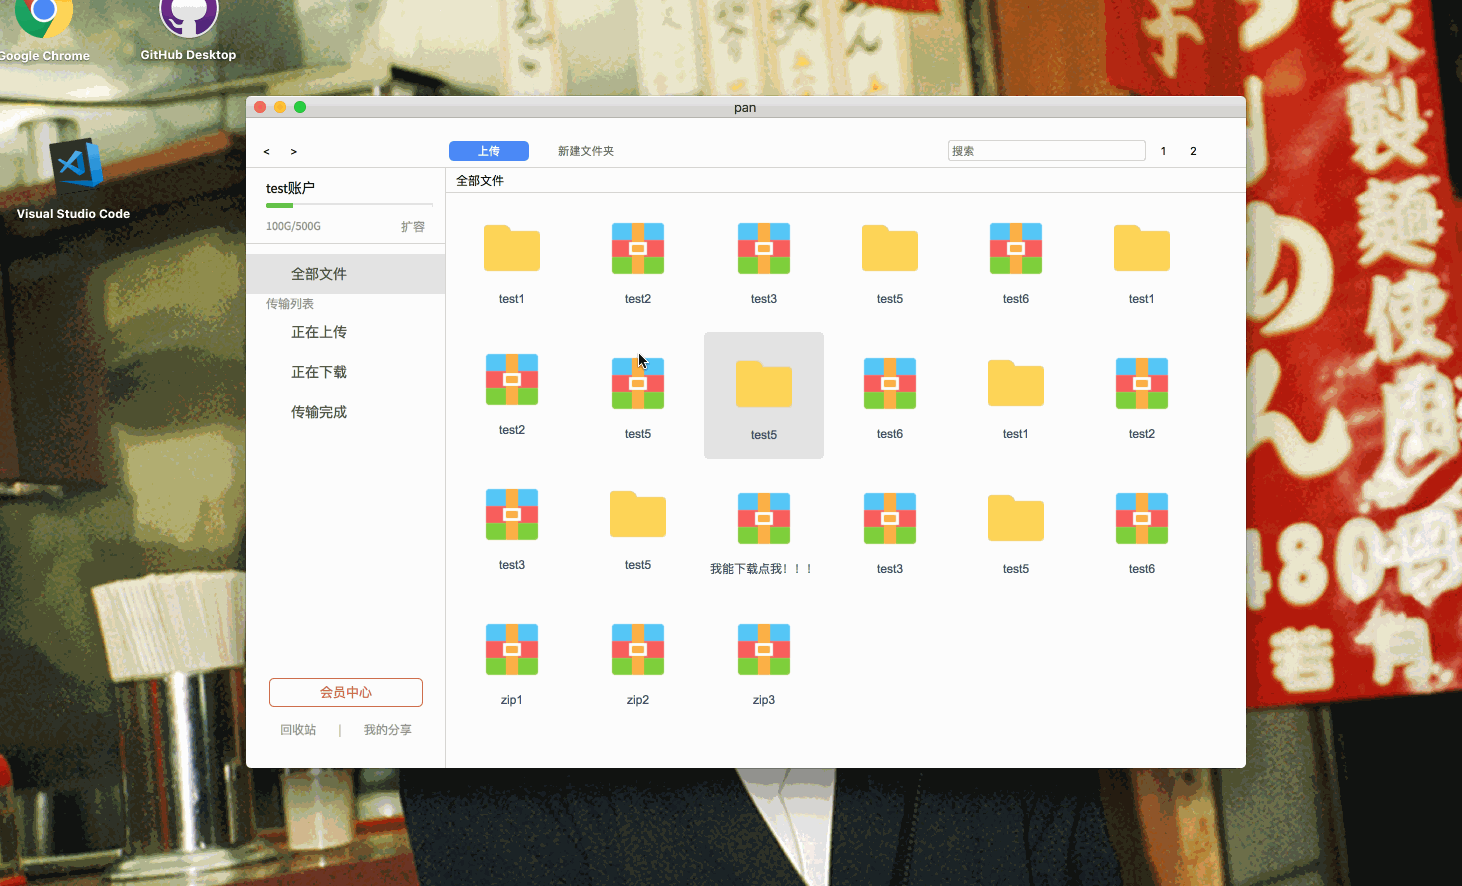 Google Chrome
GitHub Desktop
Visual Studio Code
pan
< >
上传 新建文件夹 搜索 1 2
test账户
100G/500G 扩容
全部文件
传输列表
正在上传
正在下载
传输完成
会员中心
回收站 | 我的分享
全部文件
test1 test2 test3 test5 test6 test1
test2 test5 test5 test6 test1 test2
test3 test5 我能下载点我！！！ test3 test5 test6
zip1 zip2 zip3
家製麺使用
480